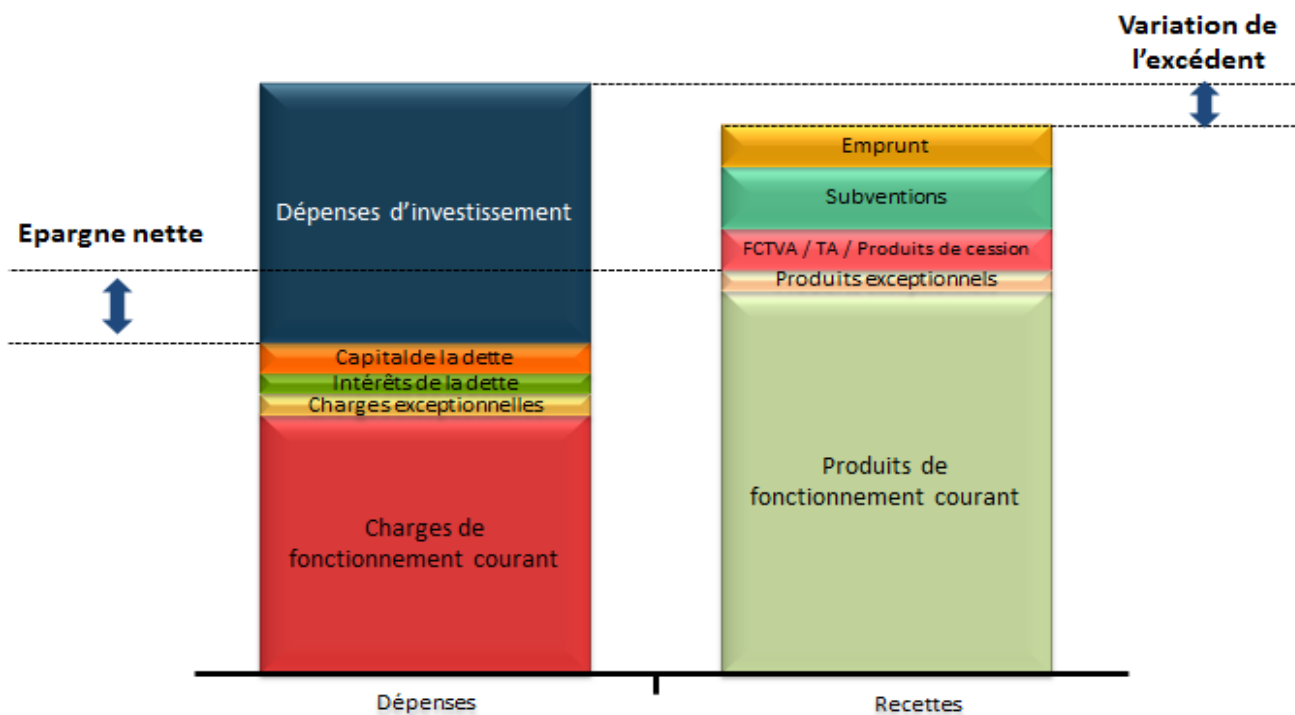 Variation de
l'excédent
Emprunt
Subventions
Dépenses d'investissement
Epargne nette
FCTVA / TA / Produits de cession
Produits exceptionnels
Capital de la dette
Intérêts de la dette
Charges exceptionnelles
Produits de
fonctionnement courant
Charges de
fonctionnement courant
Dépenses
Recettes